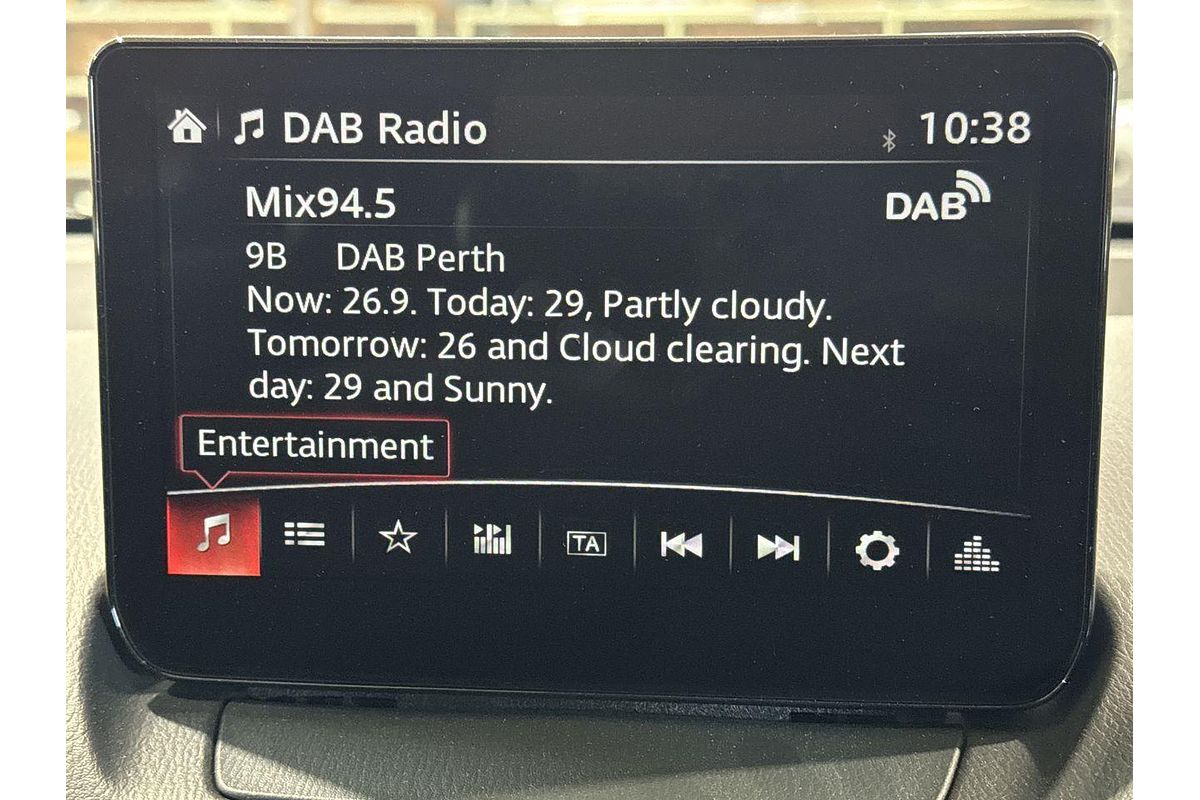 DAB Radio 10:38
Mix94.5 DAB
9B DAB Perth
Now: 26.9. Today: 29, Partly cloudy.
Tomorrow: 26 and Cloud clearing. Next
day: 29 and Sunny.
Entertainment
TA